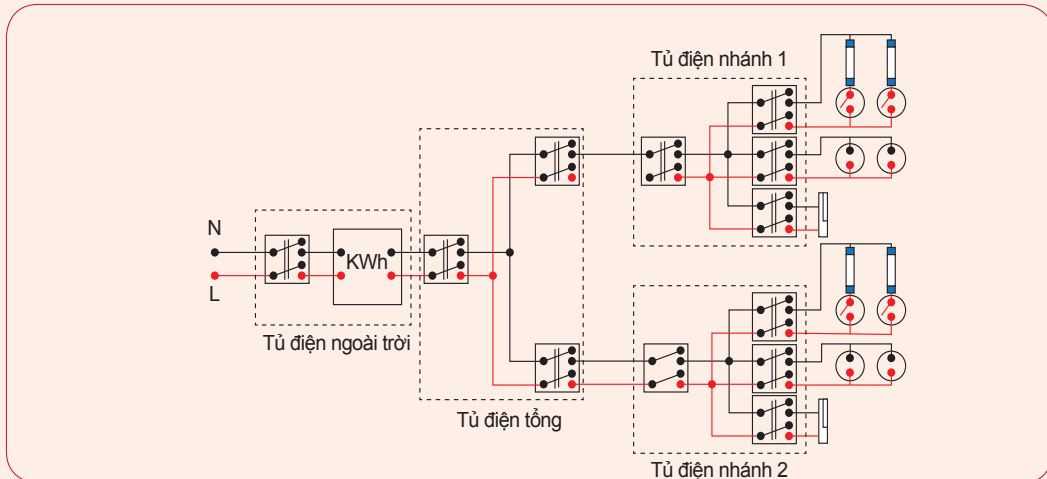 Tủ điện nhánh 1
N
KWh
L
Tủ điện ngoài trời
Tủ điện tổng
Tủ điện nhánh 2